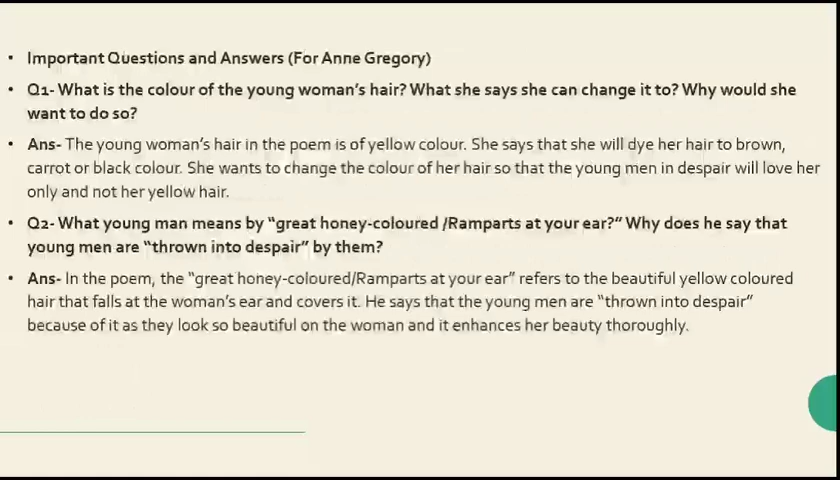 • Important Questions and Answers (For Anne Gregory)
• Q1- What is the colour of the young woman's hair? What she says she can change it to? Why would she
want to do so?
• Ans- The young woman's hair in the poem is of yellow colour. She says that she will dye her hair to brown,
carrot or black colour. She wants to change the colour of her hair so that the young men in despair will love her
only and not her yellow hair.
• Q2- What young man means by “great honey-coloured /Ramparts at your ear?” Why does he say that
young men are “thrown into despair” by them?
• Ans- In the poem, the “great honey-coloured/Ramparts at your ear” refers to the beautiful yellow coloured
hair that falls at the woman's ear and covers it. He says that the young men are “thrown into despair”
because of it as they look so beautiful on the woman and it enhances her beauty thoroughly.